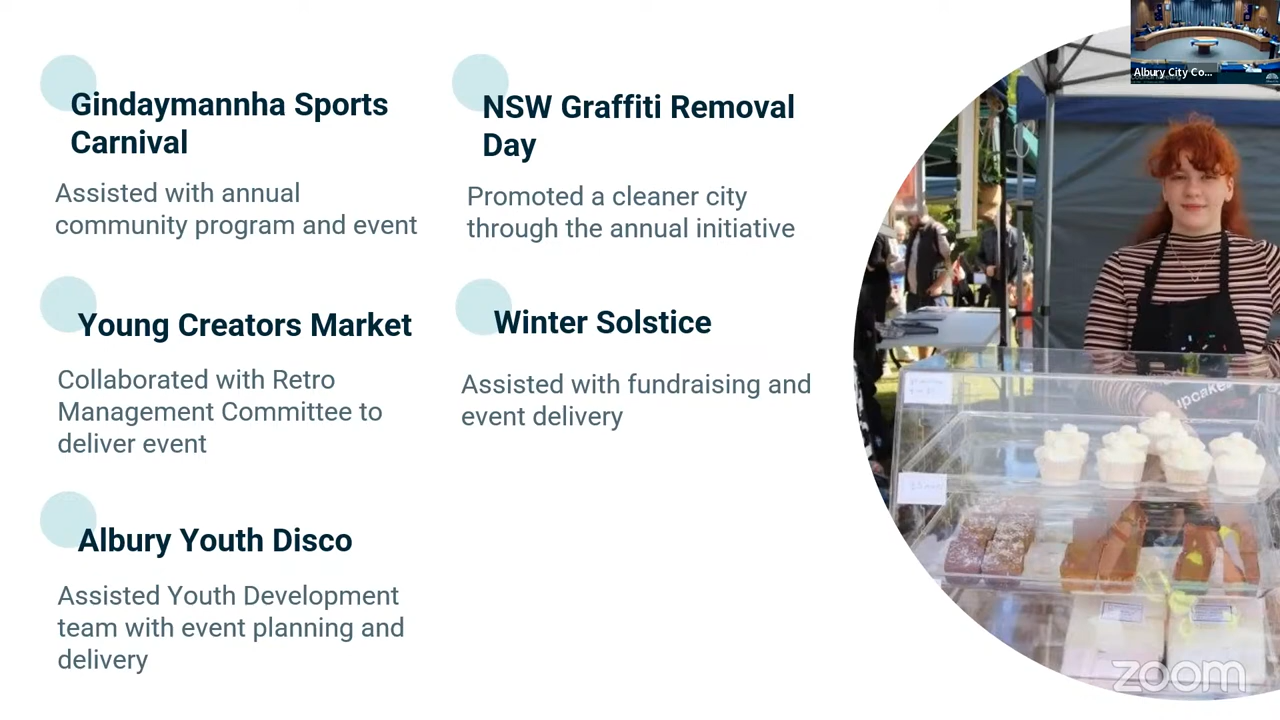 Gindaymannha Sports
Carnival
Assisted with annual
community program and event
Young Creators Market
Collaborated with Retro
Management Committee to
deliver event
Albury Youth Disco
Assisted Youth Development
team with event planning and
delivery
NSW Graffiti Removal
Day
Promoted a cleaner city
through the annual initiative
Winter Solstice
Assisted with fundraising and
event delivery
Albury City Co...
upcake
zoom